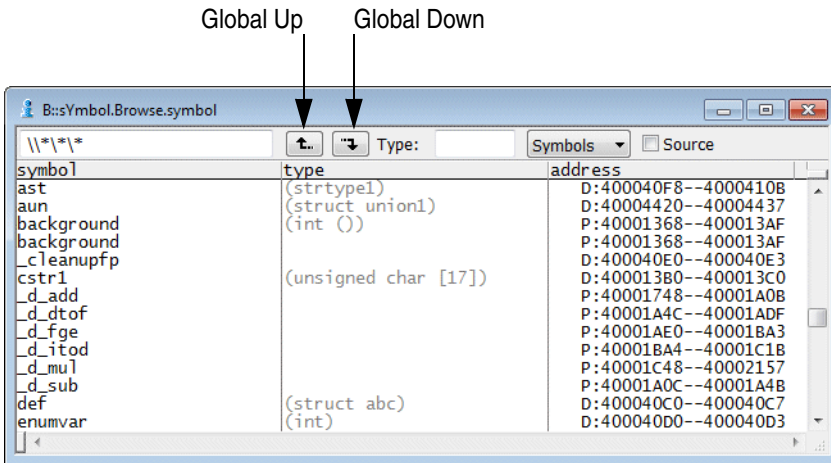 Global Up Global Down
B::sYmbol.Browse.symbol
\\*\*\* Type: Symbols Source
symbol type address
ast (strtype1) D:400040F8--4000410B
aun (struct union1) D:40004420--40004437
background (int ()) P:40001368--400013AF
background P:40001368--400013AF
_cleanupfp D:400040E0--400040E3
cstr1 (unsigned char [17]) D:400013B0--400013C0
_d_add P:40001748--40001A0B
_d_dtof P:40001A4C--40001ADF
_d_fge P:40001AE0--40001BA3
_d_itod P:40001BA4--40001C1B
_d_mul P:40001C48--40002157
_d_sub P:40001A0C--40001A4B
def (struct abc) D:400040C0--400040C7
enumvar (int) D:400040D0--400040D3